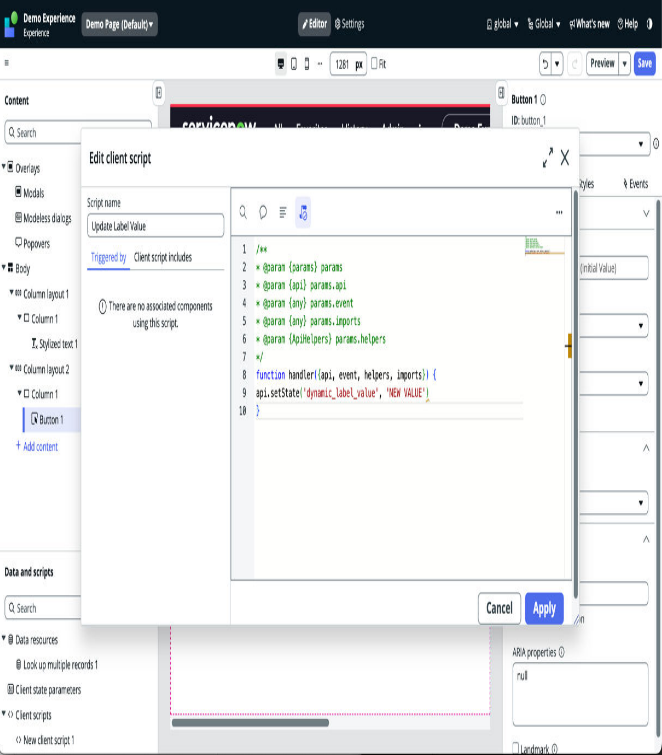 Demo Experience
Experience
Demo Page (Default)
Editor
Settings
global
Global
What's new
Help
1281 px
Fit
Preview
Save
Content
Search
Overlays
Modals
Modeless dialogs
Popovers
Body
Column layout 1
Column 1
Stylized text 1
Column layout 2
Column 1
Button 1
+ Add content
Data and scripts
Search
Data resources
Look up multiple records 1
Client state parameters
Client scripts
New client script 1
servicenow
Edit client script
Script name
Update Label Value
Triggered by
Client script includes
There are no associated components
using this script.
1 /**
2 * @param {params} params
3 * @param {api} params.api
4 * @param {any} params.event
5 * @param {any} params.imports
6 * @param {ApiHelpers} params.helpers
7 */
8 function handler({api, event, helpers, imports}) {
9 api.setState('dynamic_label_value', 'NEW VALUE')
10 }
Cancel
Apply
Button 1
ID: button_1
Events
(Initial Value)
ARIA properties
null
Landmark